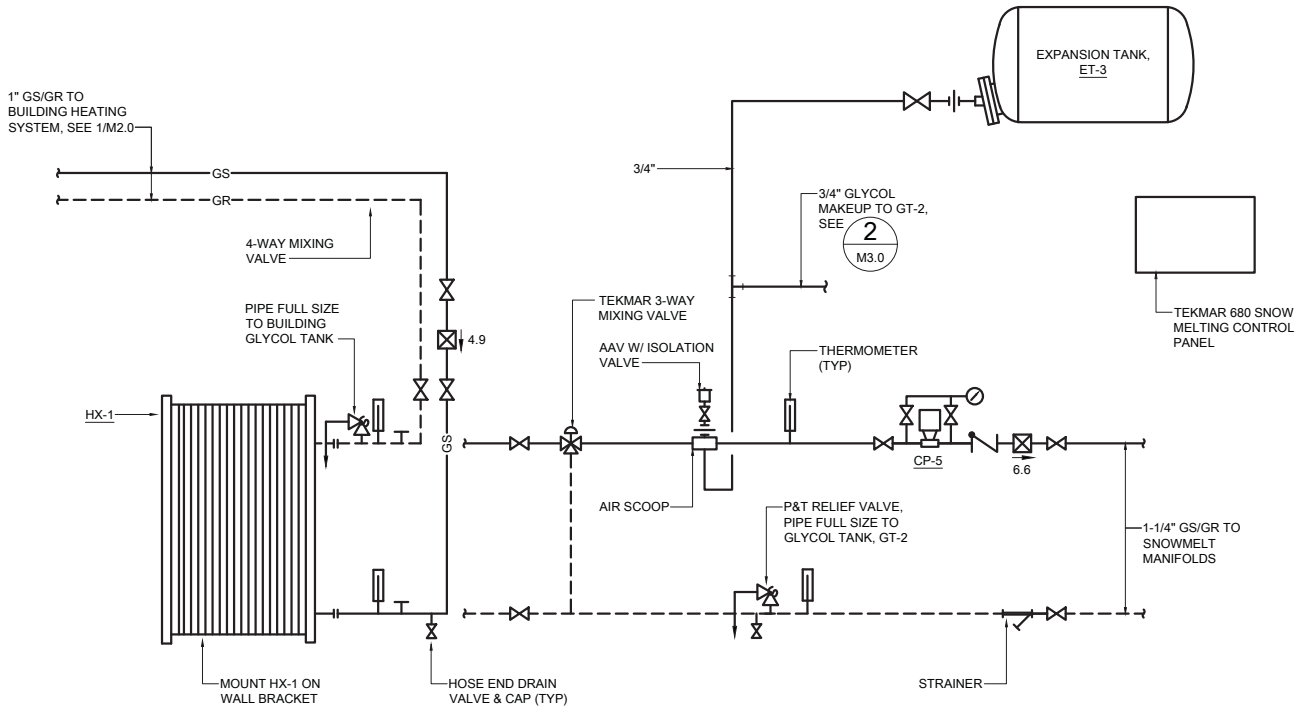 EXPANSION TANK,
ET-3
1" GS/GR TO
BUILDING HEATING
SYSTEM, SEE 1/M2.0
GS
GR
3/4"
3/4" GLYCOL
MAKEUP TO GT-2,
SEE
2
M3.0
4-WAY MIXING
VALVE
PIPE FULL SIZE
TO BUILDING
GLYCOL TANK
4.9
TEKMAR 3-WAY
MIXING VALVE
AAV W/ ISOLATION
VALVE
THERMOMETER
(TYP)
TEKMAR 680 SNOW
MELTING CONTROL
PANEL
HX-1
GS
CP-5
6.6
AIR SCOOP
P&T RELIEF VALVE,
PIPE FULL SIZE TO
GLYCOL TANK, GT-2
1-1/4" GS/GR TO
SNOWMELT
MANIFOLDS
MOUNT HX-1 ON
WALL BRACKET
HOSE END DRAIN
VALVE & CAP (TYP)
STRAINER